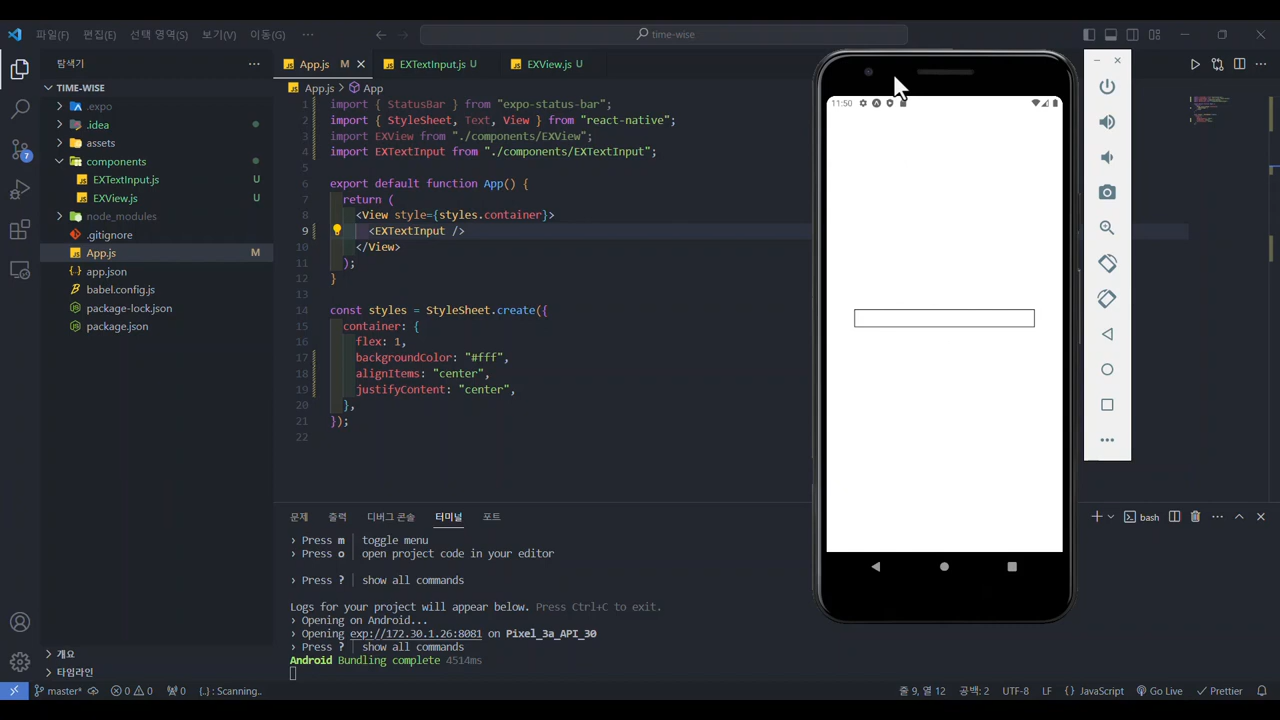 파일(F) 편집(E) 선택 영역(S) 보기(V) 이동(G) ··· time-wise
탐색기 ···
TIME-WISE
.expo
.idea
assets
components
EXTextInput.js U
EXView.js U
node_modules
.gitignore
App.js M
app.json
babel.config.js
package-lock.json
package.json
개요
타임라인
App.js M EXTextInput.js U EXView.js U
App.js > App
1 import { StatusBar } from "expo-status-bar";
2 import { StyleSheet, Text, View } from "react-native";
3 import EXView from "./components/EXView";
4 import EXTextInput from "./components/EXTextInput";
5
6 export default function App() {
7 return (
8 <View style={styles.container}>
9 <EXTextInput />
10 </View>
11 );
12 }
13
14 const styles = StyleSheet.create({
15 container: {
16 flex: 1,
17 backgroundColor: "#fff",
18 alignItems: "center",
19 justifyContent: "center",
20 },
21 });
22
문제 출력 디버그 콘솔 터미널 포트 bash
› Press m │ toggle menu
› Press o │ open project code in your editor
› Press ? │ show all commands
Logs for your project will appear below. Press Ctrl+C to exit.
› Opening on Android...
› Opening exp://172.30.1.26:8081 on Pixel_3a_API_30
› Press ? │ show all commands
Android Bundling complete 4514ms
11:50
7
master* 0 0 0 {..} : Scanning.. 줄 9, 열 12 공백: 2 UTF-8 LF { } JavaScript Go Live Prettier